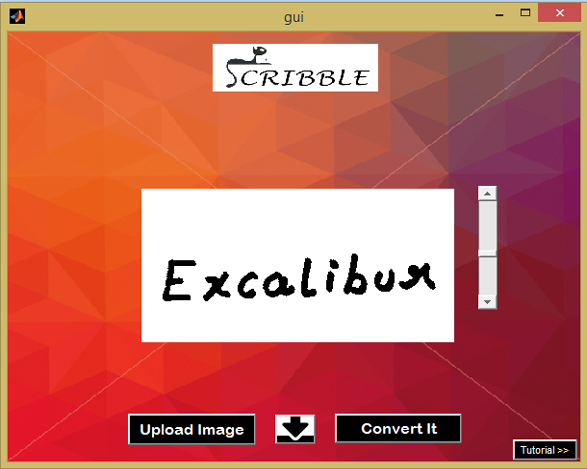 gui
SCRIBBLE
Excalibur
Upload Image
Convert It
Tutorial >>